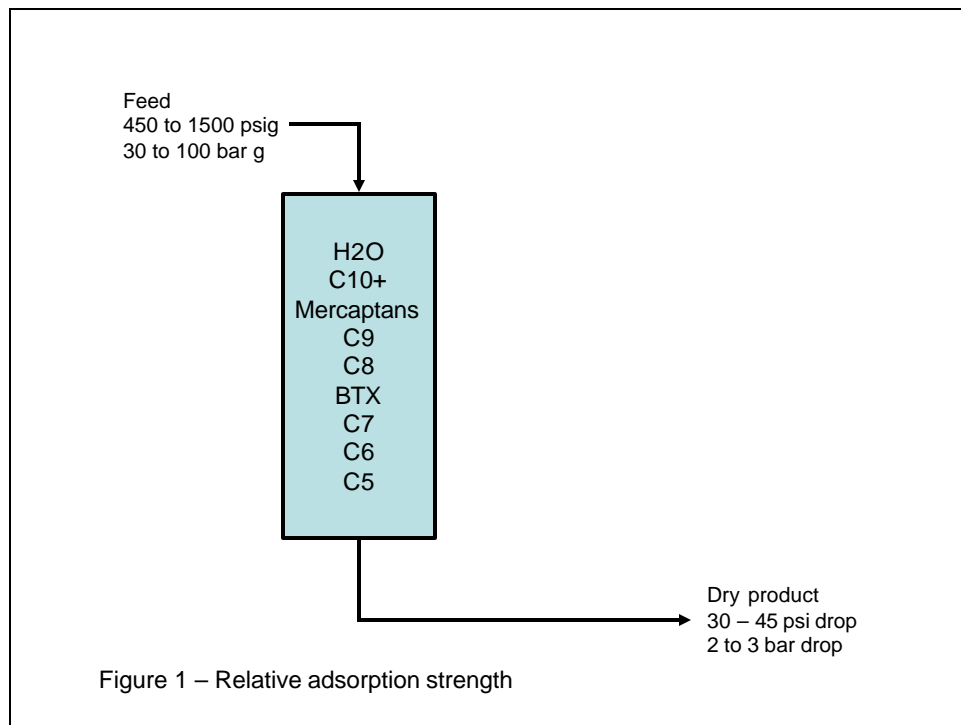 Feed
450 to 1500 psig
30 to 100 bar g
H2O
C10+
Mercaptans
C9
C8
BTX
C7
C6
C5
Dry product
30 – 45 psi drop
2 to 3 bar drop
Figure 1 – Relative adsorption strength